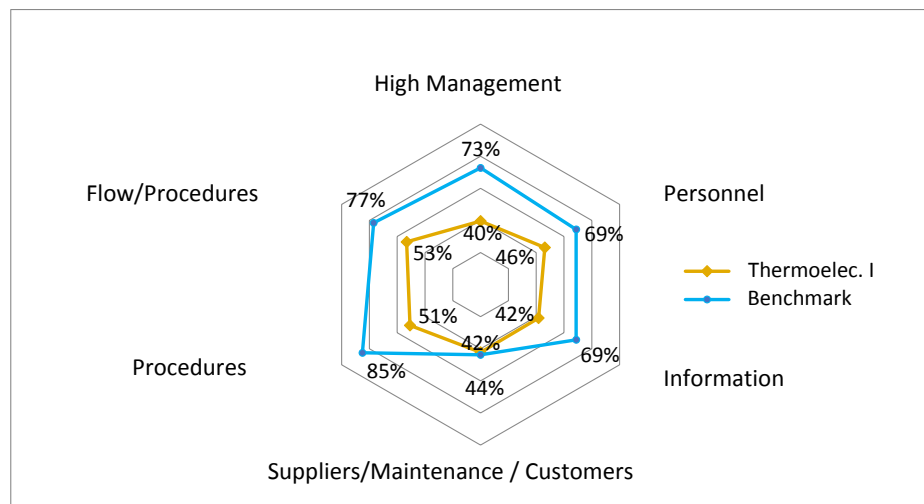 High Management
73%
Flow/Procedures
77%
Personnel
40%
69%
53%
46%
Thermoelec. I
Benchmark
51%
42%
42%
69%
Procedures
85%
Information
44%
Suppliers/Maintenance / Customers